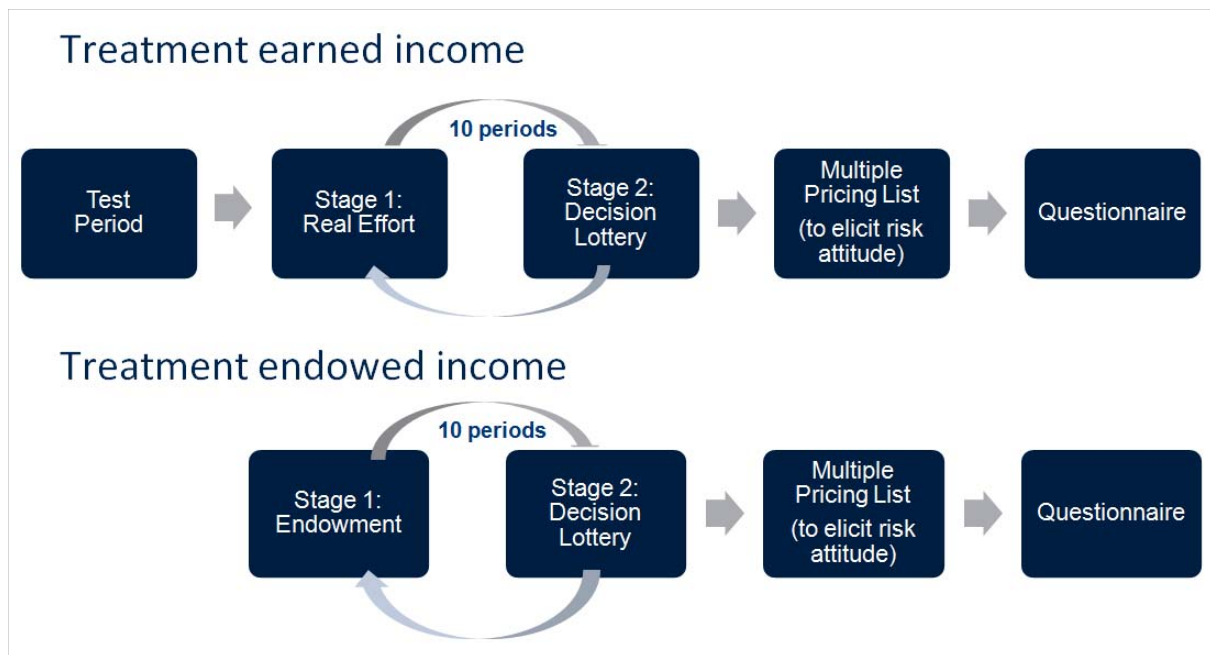 Treatment earned income
10 periods
Test
Period
Stage 1:
Real Effort
Stage 2:
Decision
Lottery
Multiple
Pricing List
(to elicit risk
attitude)
Questionnaire
Treatment endowed income
10 periods
Stage 1:
Endowment
Stage 2:
Decision
Lottery
Multiple
Pricing List
(to elicit risk
attitude)
Questionnaire